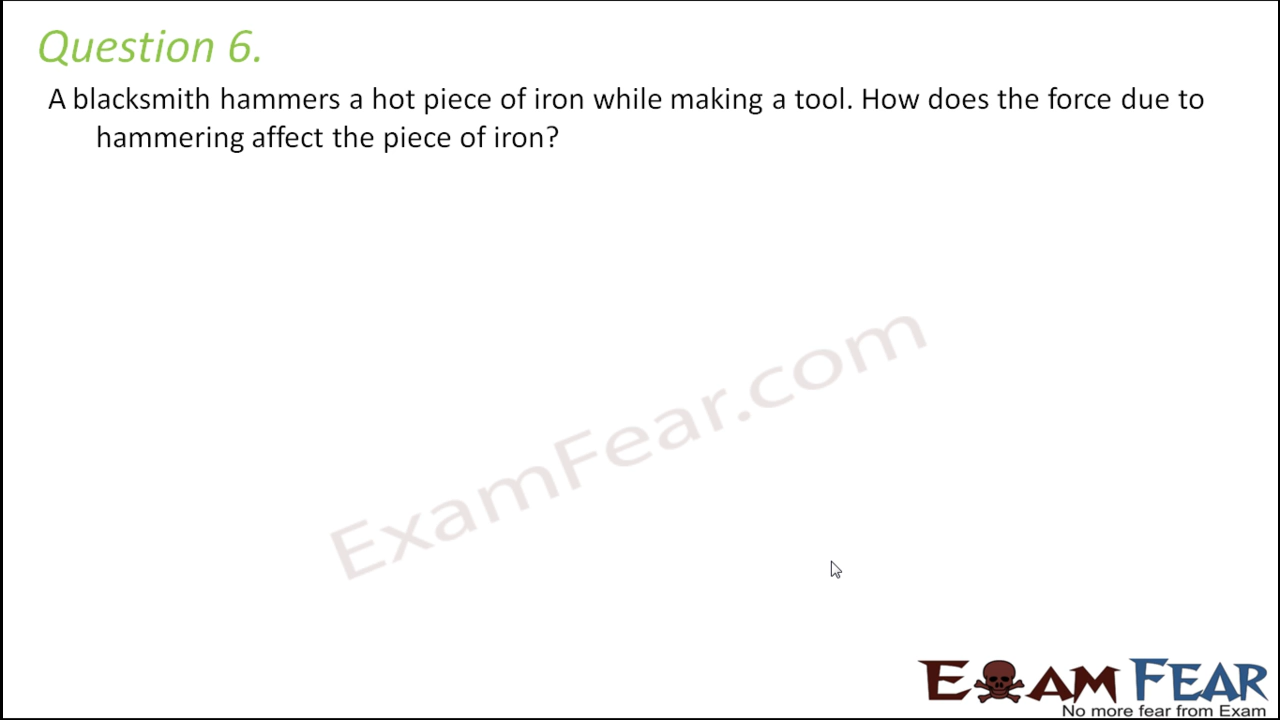 Question 6.
A blacksmith hammers a hot piece of iron while making a tool. How does the force due to
hammering affect the piece of iron?
ExamFear.com
EXAM FEAR
No more fear from Exam